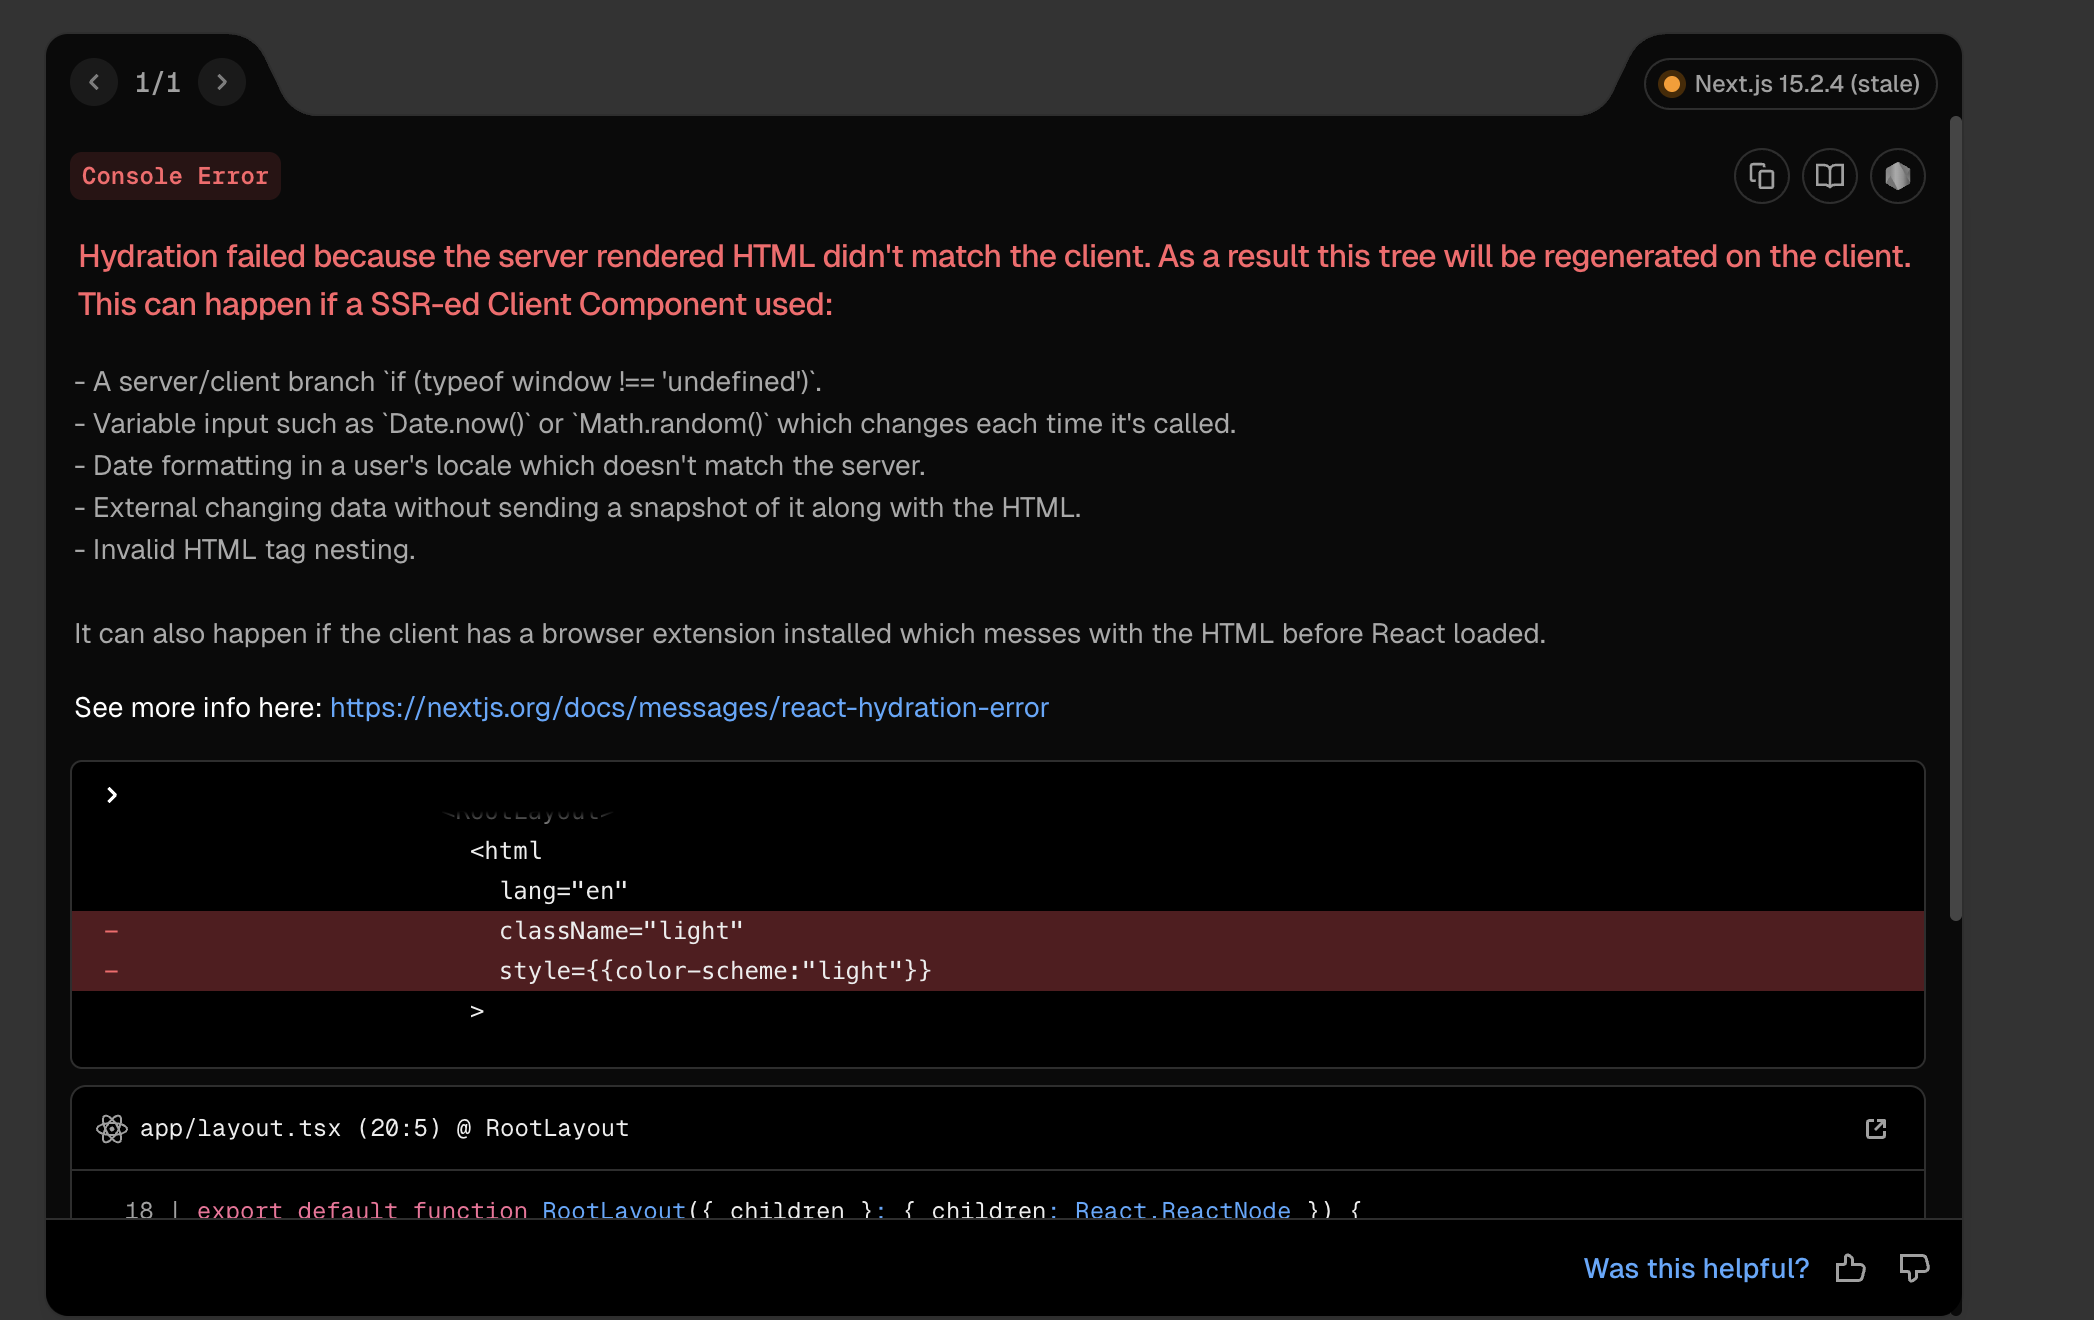 1/1
Next.js 15.2.4 (stale)
Console Error
Hydration failed because the server rendered HTML didn't match the client. As a result this tree will be regenerated on the client.
This can happen if a SSR-ed Client Component used:
- A server/client branch `if (typeof window !== 'undefined')`.
- Variable input such as `Date.now()` or `Math.random()` which changes each time it's called.
- Date formatting in a user's locale which doesn't match the server.
- External changing data without sending a snapshot of it along with the HTML.
- Invalid HTML tag nesting.
It can also happen if the client has a browser extension installed which messes with the HTML before React loaded.
See more info here: https://nextjs.org/docs/messages/react-hydration-error
<RootLayout>
<html
lang="en"
- className="light"
- style={{color-scheme:"light"}}
>
app/layout.tsx (20:5) @ RootLayout
18 | export default function RootLayout({ children }: { children: React.ReactNode }) {
Was this helpful?